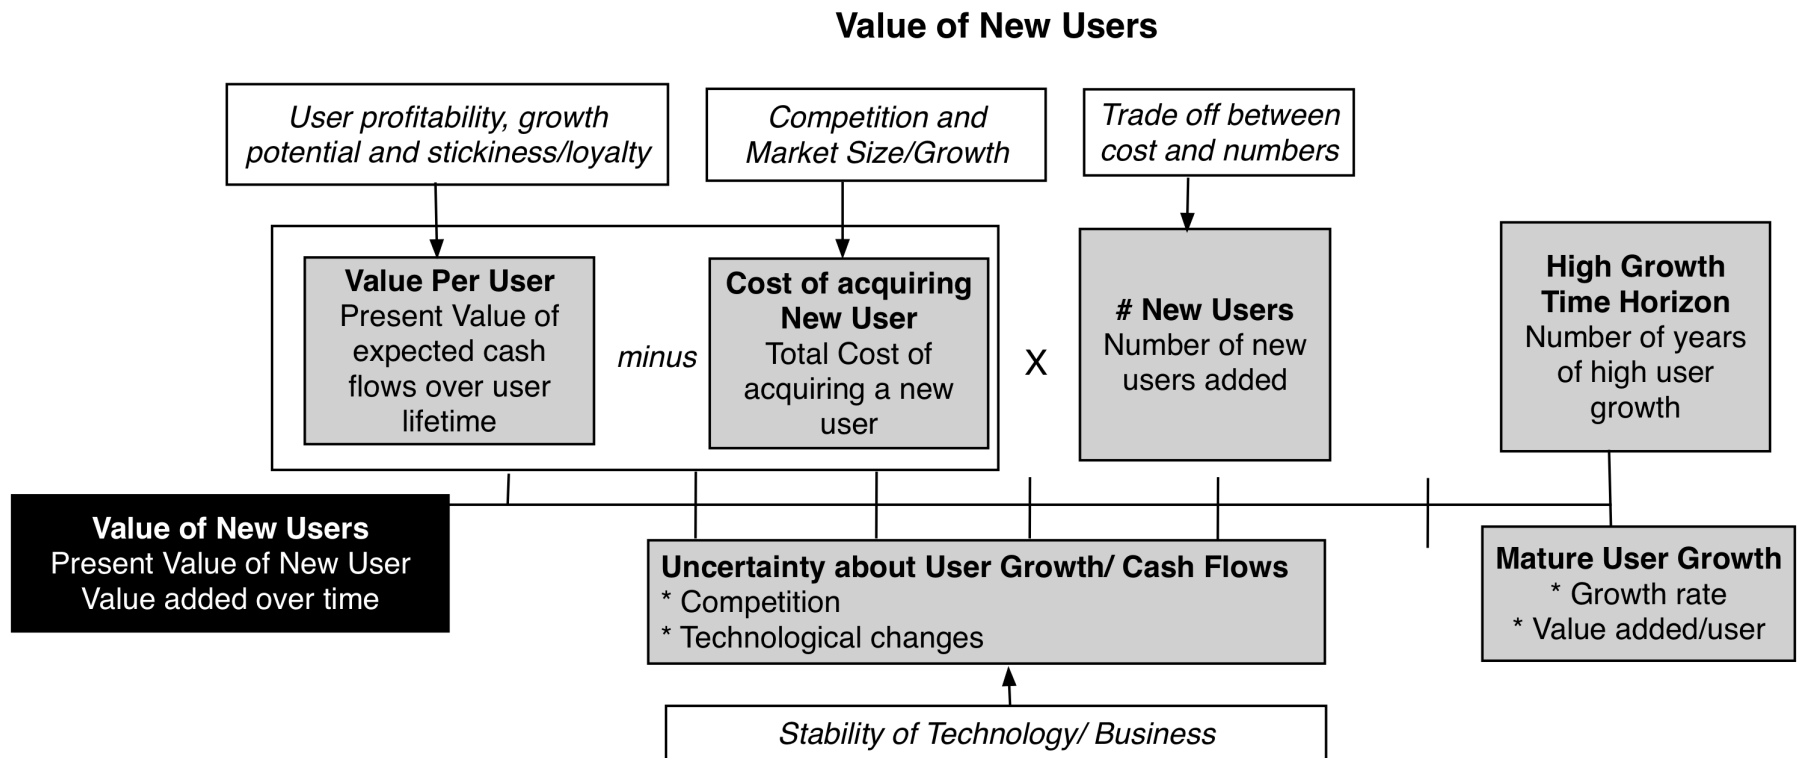 Value of New Users
User profitability, growth
potential and stickiness/loyalty
Competition and
Market Size/Growth
Trade off between
cost and numbers
Value Per User
Present Value of
expected cash
flows over user
lifetime
minus
Cost of acquiring
New User
Total Cost of
acquiring a new
user
X
# New Users
Number of new
users added
High Growth
Time Horizon
Number of years
of high user
growth
Value of New Users
Present Value of New User
Value added over time
Uncertainty about User Growth/ Cash Flows
* Competition
* Technological changes
Mature User Growth
* Growth rate
* Value added/user
Stability of Technology/ Business